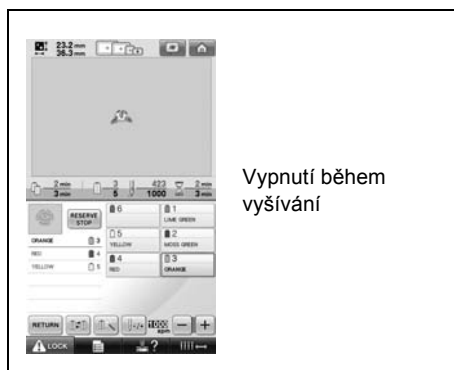 23.2 mm
36.3 mm
2 min
3 min
3
5
423
1000
2 min
3 min
RESERVE STOP
6
1
LIME GREEN
ORANGE 3
5
YELLOW
2
MOSS GREEN
RED 4
YELLOW 5
4
RED
3
ORANGE
RETURN
1000
spm
- +
LOCK
?
Vypnutí během
vyšívání